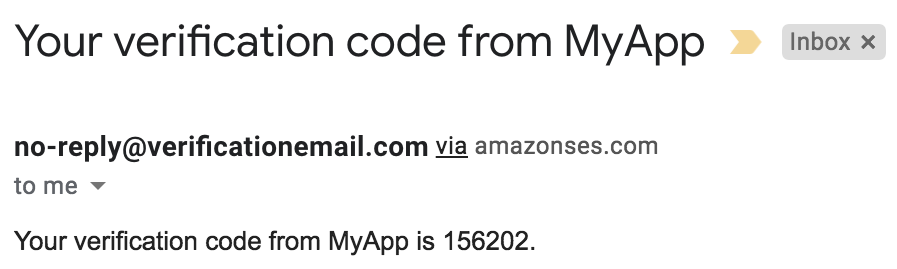 Your verification code from MyApp Inbox ×
no-reply@verificationemail.com via amazonses.com
to me
Your verification code from MyApp is 156202.